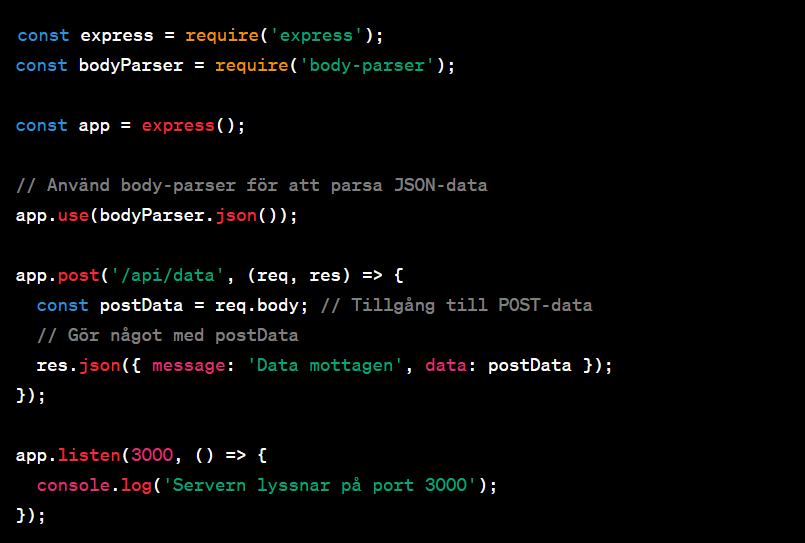 const express = require('express');
const bodyParser = require('body-parser');
const app = express();
// Använd body-parser för att parsa JSON-data
app.use(bodyParser.json());
app.post('/api/data', (req, res) => {
  const postData = req.body; // Tillgång till POST-data
  // Gör något med postData
  res.json({ message: 'Data mottagen', data: postData });
});
app.listen(3000, () => {
  console.log('Servern lyssnar på port 3000');
});